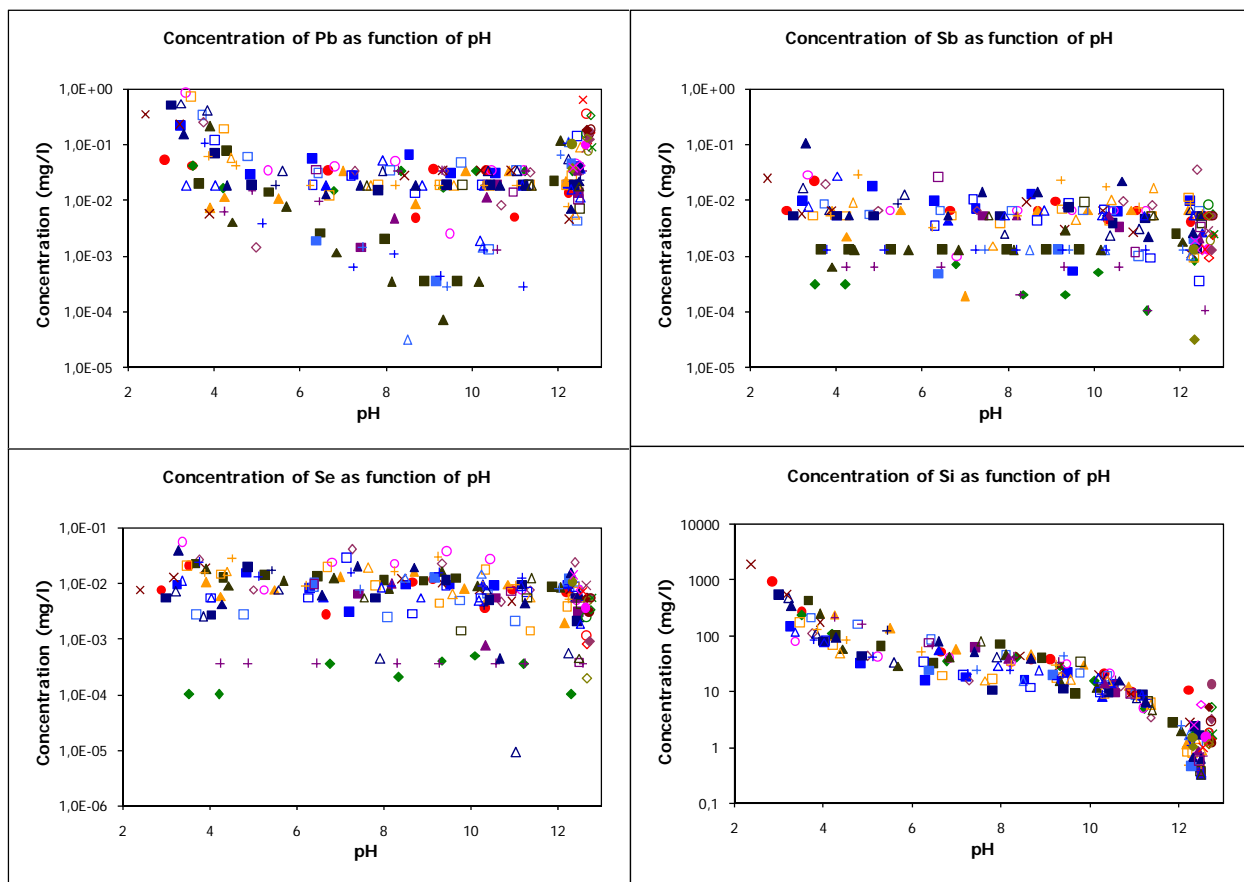 Concentration of Pb as function of pH
Concentration (mg/l)
1,0E+00
1,0E-01
1,0E-02
1,0E-03
1,0E-04
1,0E-05
2 4 6 8 10 12
pH
Concentration of Sb as function of pH
Concentration (mg/l)
1,0E+00
1,0E-01
1,0E-02
1,0E-03
1,0E-04
1,0E-05
2 4 6 8 10 12
pH
Concentration of Se as function of pH
Concentration (mg/l)
1,0E-01
1,0E-02
1,0E-03
1,0E-04
1,0E-05
1,0E-06
2 4 6 8 10 12
pH
Concentration of Si as function of pH
Concentration (mg/l)
10000
1000
100
10
1
0,1
2 4 6 8 10 12
pH